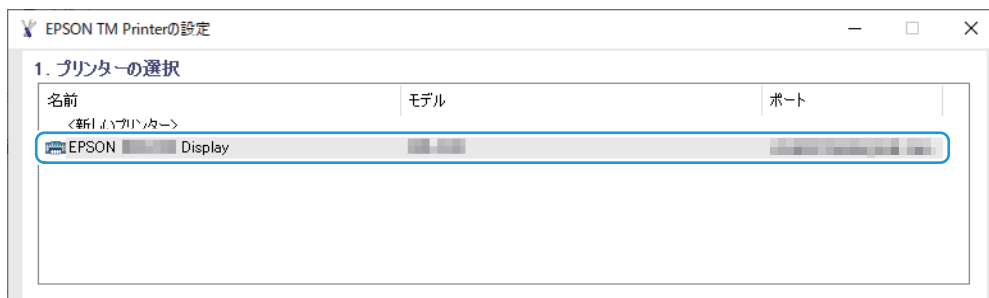 EPSON TM Printerの設定
1. プリンターの選択
名前 モデル ポート
<新しいプリンター>
EPSON Display